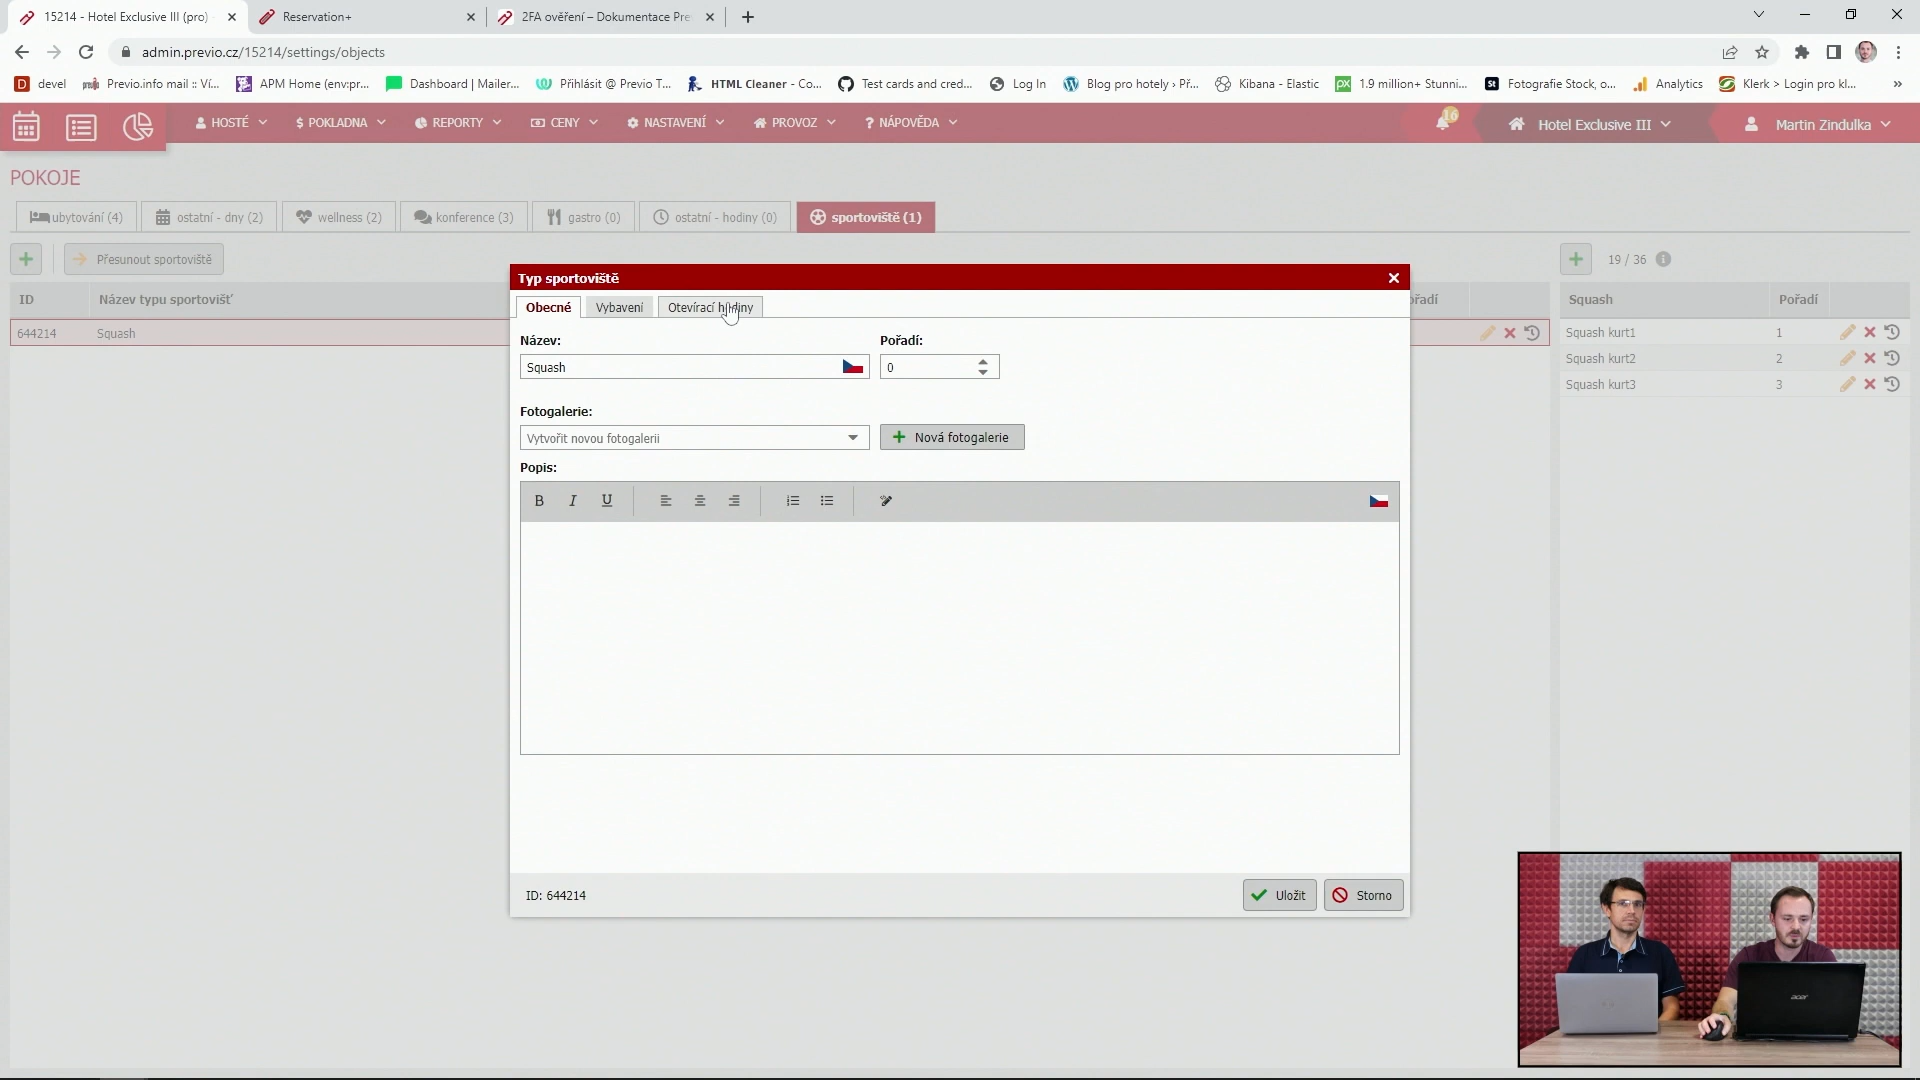 15214 - Hotel Exclusive III (pro)
Reservation+
2FA ověření – Dokumentace Pre
admin.previo.cz/15214/settings/objects
devel
Previo.info mail :: Ví...
APM Home (env:pr...
Dashboard | Mailer...
Přihlásit @ Previo T...
HTML Cleaner - Co...
Test cards and cred...
Log In
Blog pro hotely › Př...
Kibana - Elastic
1.9 million+ Stunni...
Fotografie Stock, o...
Analytics
Klerk > Login pro kl...
»
HOSTÉ
$ POKLADNA
REPORTY
CENY
NASTAVENÍ
PROVOZ
? NÁPOVĚDA
16
Hotel Exclusive III
Martin Zindulka
POKOJE
ubytování (4)
ostatní - dny (2)
wellness (2)
konference (3)
gastro (0)
ostatní - hodiny (0)
sportoviště (1)
Přesunout sportoviště
19 / 36
ID
Název typu sportovišť
644214
Squash
Squash
Pořadí
Squash kurt1
1
Squash kurt2
2
Squash kurt3
3
Typ sportoviště
Obecné
Vybavení
Otevírací hodiny
Název:
Pořadí:
Squash
0
Fotogalerie:
Vytvořit novou fotogalerii
Nová fotogalerie
Popis:
B I U
ID: 644214
Uložit
Storno
acer